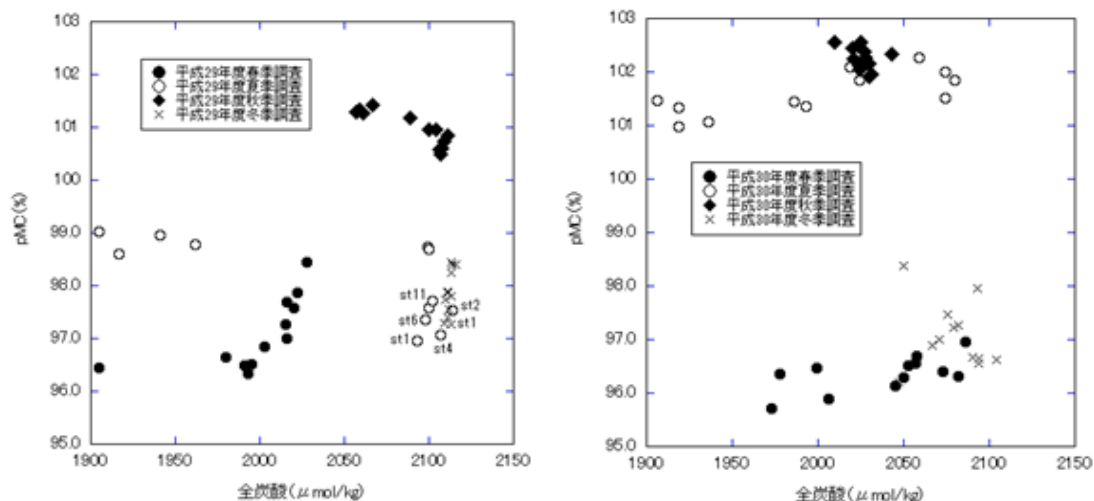 103
102
101
100
99.0
98.0
97.0
96.0
95.0
pMC(%)
平成29年度春季調査
平成29年度夏季調査
平成29年度秋季調査
平成29年度冬季調査
st11
st2
st6
st1
st1
st4
1900
1950
2000
2050
2100
2150
全炭酸(μmol/kg)
103
102
101
100
99.0
98.0
97.0
96.0
95.0
pMC(%)
平成30年度春季調査
平成30年度夏季調査
平成30年度秋季調査
平成30年度冬季調査
1900
1950
2000
2050
2100
2150
全炭酸(μmol/kg)